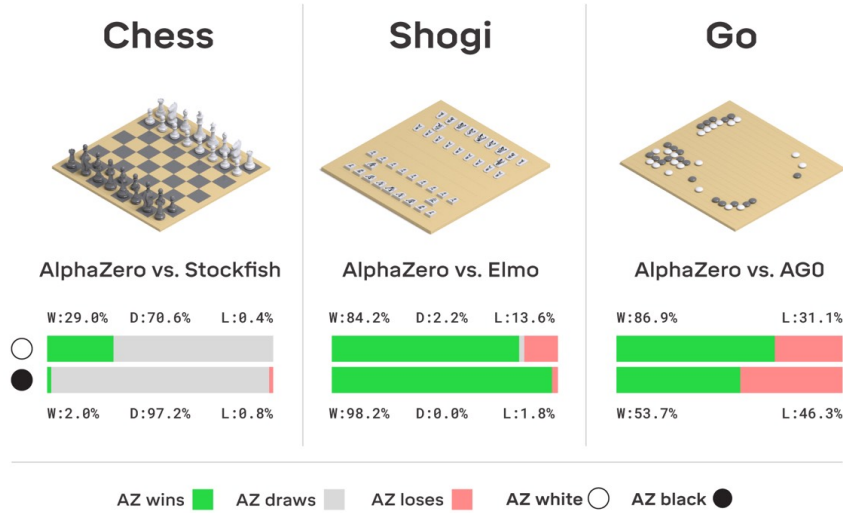 Chess
Shogi
Go
AlphaZero vs. Stockfish
AlphaZero vs. Elmo
AlphaZero vs. AG0
W:29.0% D:70.6% L:0.4%
W:84.2% D:2.2% L:13.6%
W:86.9% L:31.1%
W:2.0% D:97.2% L:0.8%
W:98.2% D:0.0% L:1.8%
W:53.7% L:46.3%
AZ wins
AZ draws
AZ loses
AZ white
AZ black